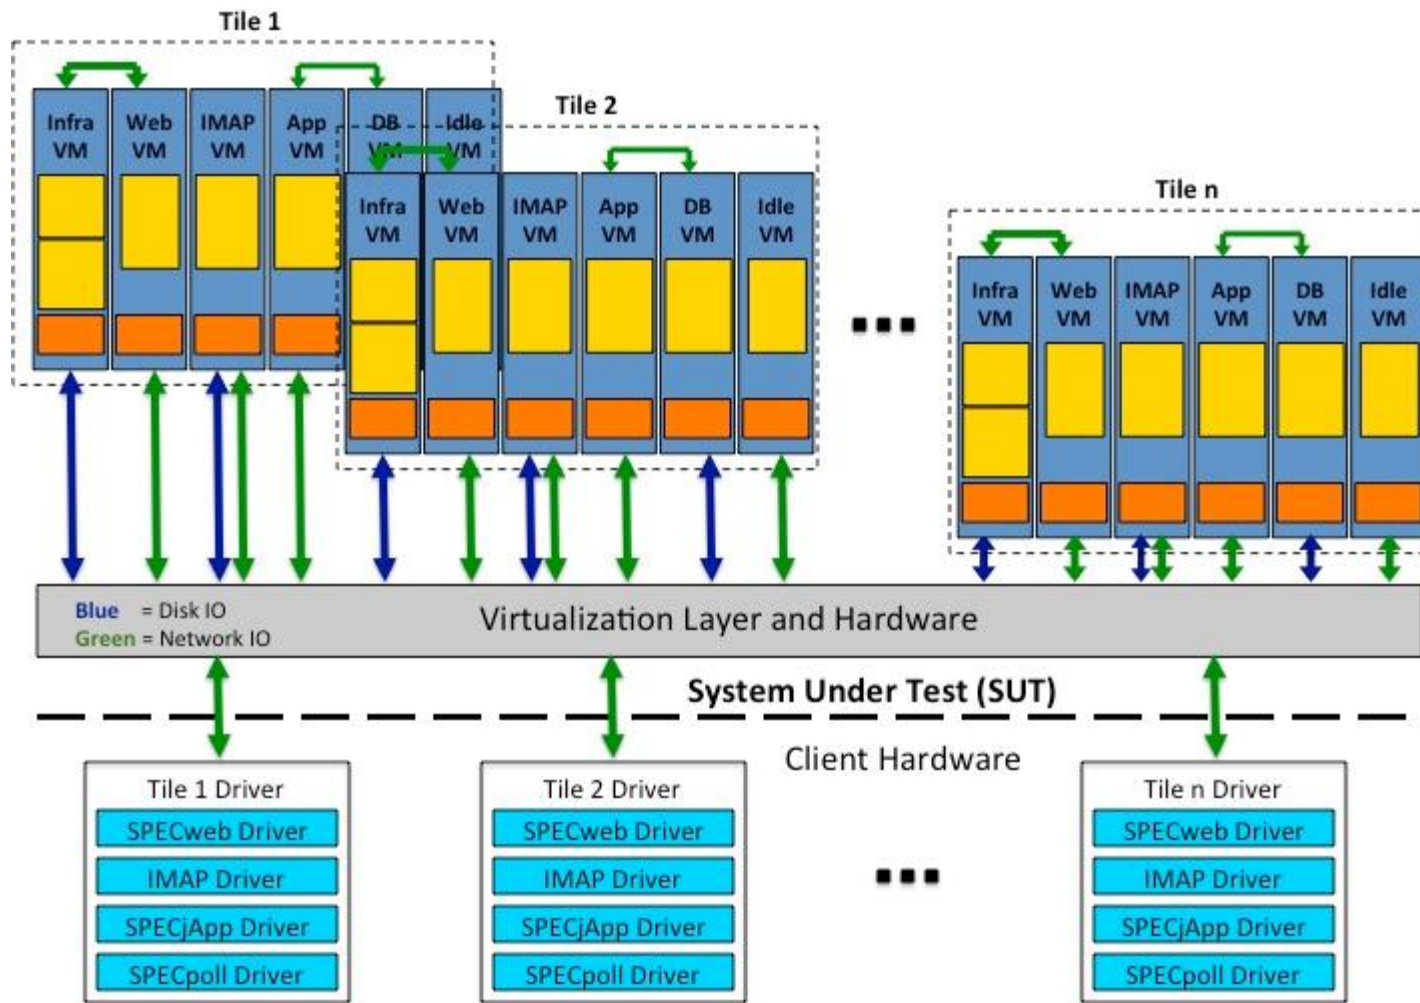 Tile 1
Infra VM
Web VM
IMAP VM
App VM
DB VM
Idle VM
Tile 2
Infra VM
Web VM
IMAP VM
App VM
DB VM
Idle VM
Tile n
Infra VM
Web VM
IMAP VM
App VM
DB VM
Idle VM
Blue = Disk IO
Green = Network IO
Virtualization Layer and Hardware
System Under Test (SUT)
Client Hardware
Tile 1 Driver
SPECweb Driver
IMAP Driver
SPECjApp Driver
SPECpoll Driver
Tile 2 Driver
SPECweb Driver
IMAP Driver
SPECjApp Driver
SPECpoll Driver
Tile n Driver
SPECweb Driver
IMAP Driver
SPECjApp Driver
SPECpoll Driver